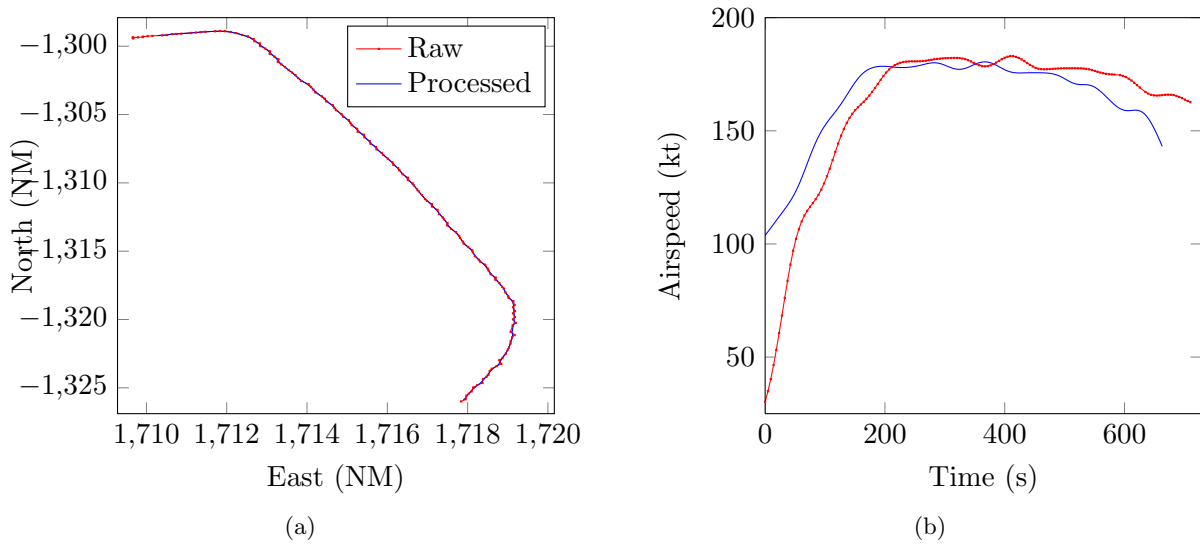 −1,300
−1,305
−1,310
−1,315
−1,320
−1,325
North (NM)
1,710 1,712 1,714 1,716 1,718 1,720
East (NM)
Raw
Processed
(a)
200
150
100
50
Airspeed (kt)
0 200 400 600
Time (s)
(b)